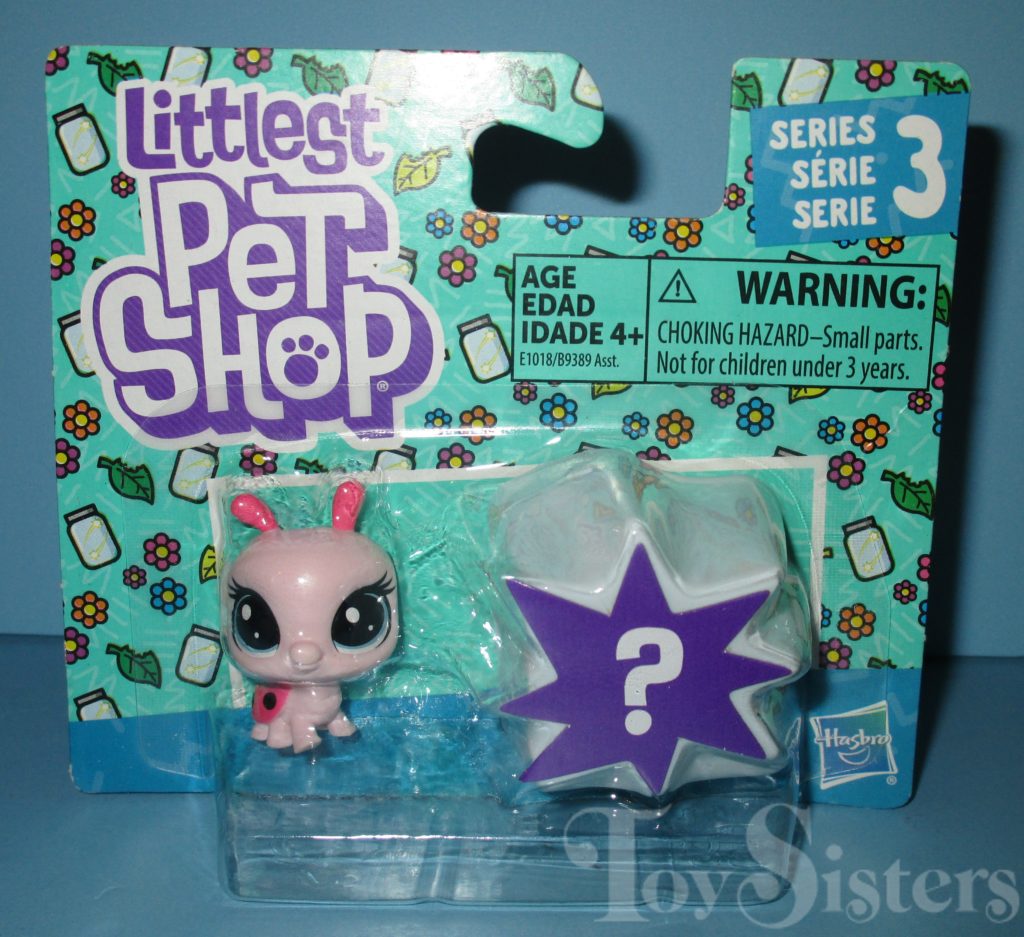 Littlest
Pet
Shop
®
SERIES
SÉRIE
SERIE
3
AGE
EDAD
IDADE 4+
E1018/B9389 Asst.
⚠ WARNING:
CHOKING HAZARD–Small parts.
Not for children under 3 years.
?
Hasbro
®
ToySisters